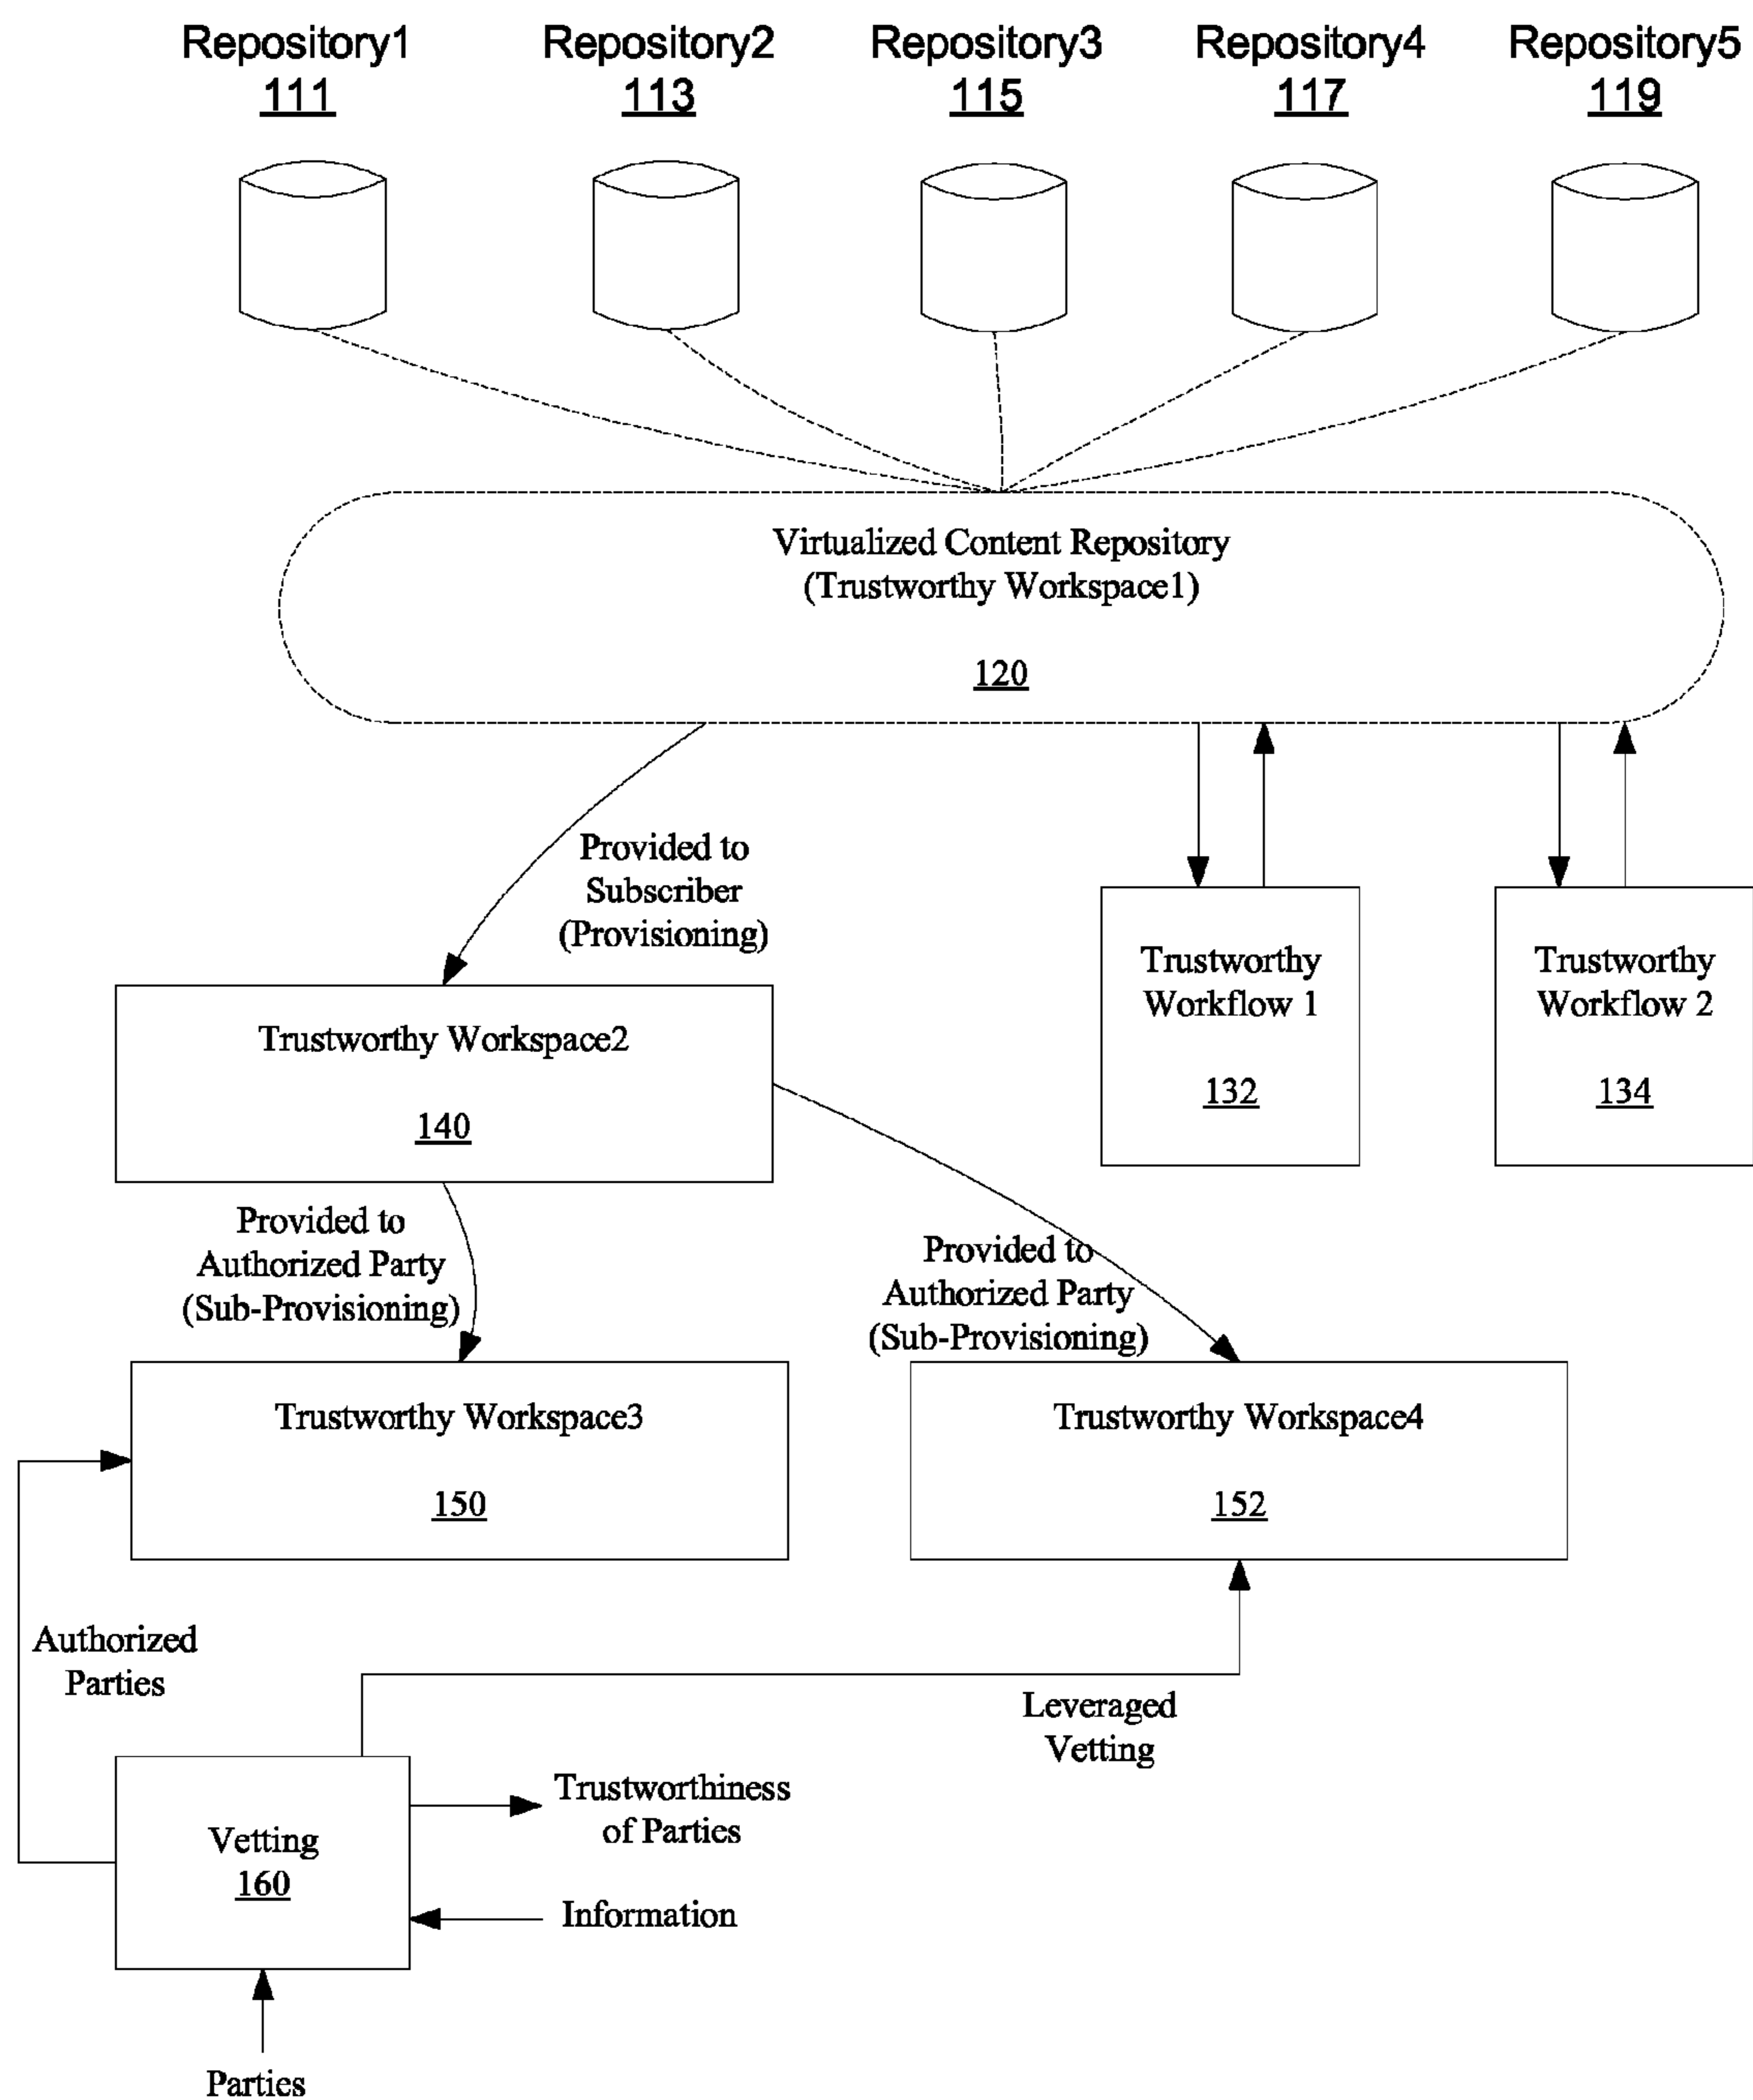 Repository1
111
Repository2
113
Repository3
115
Repository4
117
Repository5
119
Virtualized Content Repository
(Trustworthy Workspace1)
120
Provided to
Subscriber
(Provisioning)
Trustworthy
Workflow 1
132
Trustworthy
Workflow 2
134
Trustworthy Workspace2
140
Provided to
Authorized Party
(Sub-Provisioning)
Provided to
Authorized Party
(Sub-Provisioning)
Trustworthy Workspace3
150
Trustworthy Workspace4
152
Authorized
Parties
Leveraged
Vetting
Vetting
160
Trustworthiness
of Parties
Information
Parties